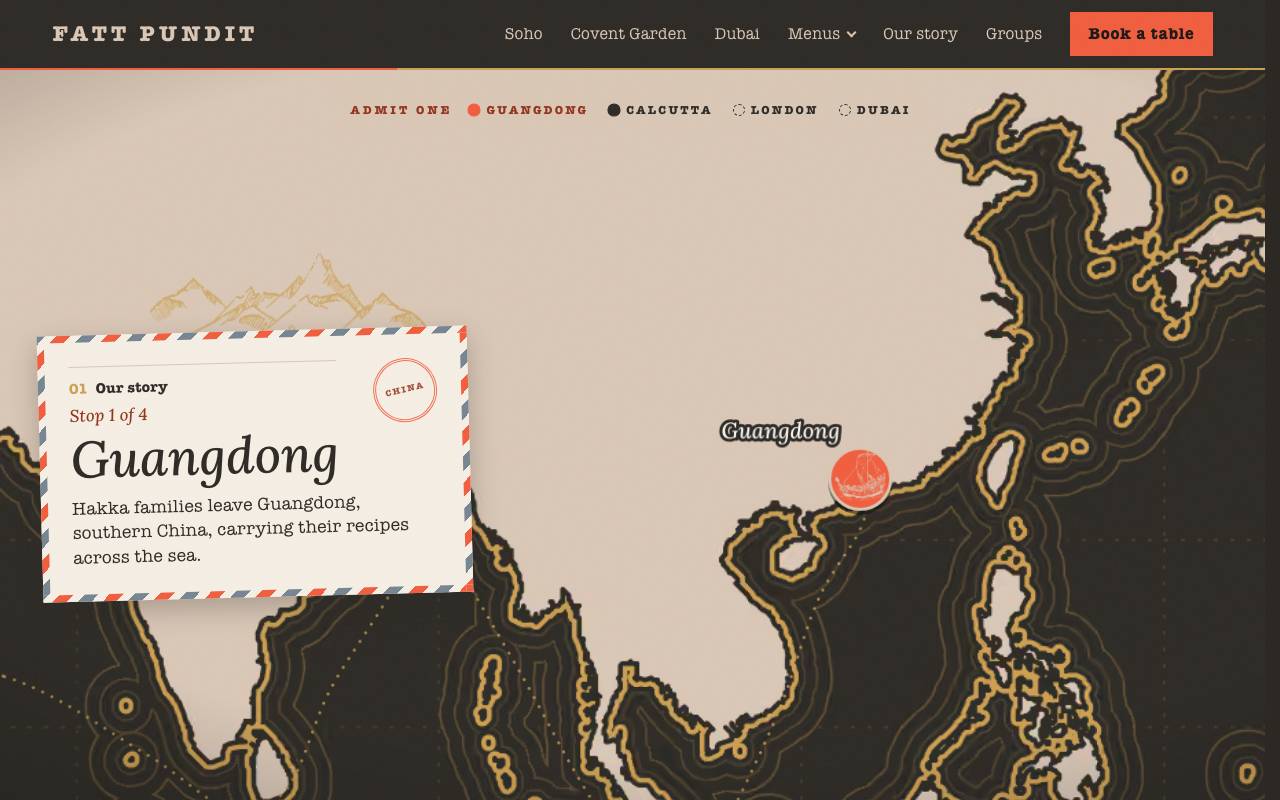 FATT PUNDIT
Soho Covent Garden Dubai Menus Our story Groups Book a table
ADMIT ONE GUANGDONG CALCUTTA LONDON DUBAI
01 Our story
CHINA
Stop 1 of 4
Guangdong
Hakka families leave Guangdong,
southern China, carrying their recipes
across the sea.
Guangdong